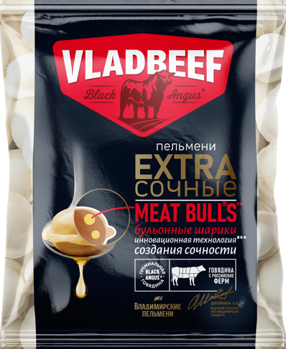 VLADBEEF
Black Angus*
пельмени
EXTRA
сочные
MEAT BULLS**
бульонные шарики
инновационная технология***
создания сочности
BLACK
ANGUS
ГОВЯДИНА
С РОССИЙСКИХ
ФЕРМ
Владимирские
пельмени